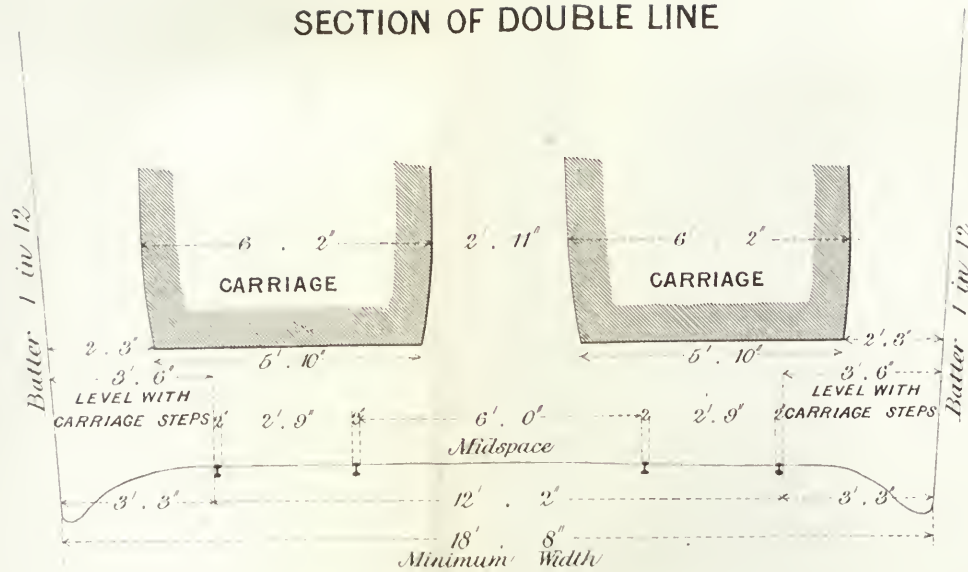 SECTION OF DOUBLE LINE
Batter 1 in 12
Batter 1 in 12
6 . 2"
2'. 11"
6' 2"
CARRIAGE
CARRIAGE
2 . 3"
5'. 10"
5'. 10"
2'. 3"
3'. 6"
3'. 6"
LEVEL WITH
CARRIAGE STEPS
LEVEL WITH
CARRIAGE STEPS
2'. 9"
6'. 0"
2'. 9"
2
2
Midspace
3'. 3"
12' . 2"
3'. 3"
18' 8"
Minimum Width